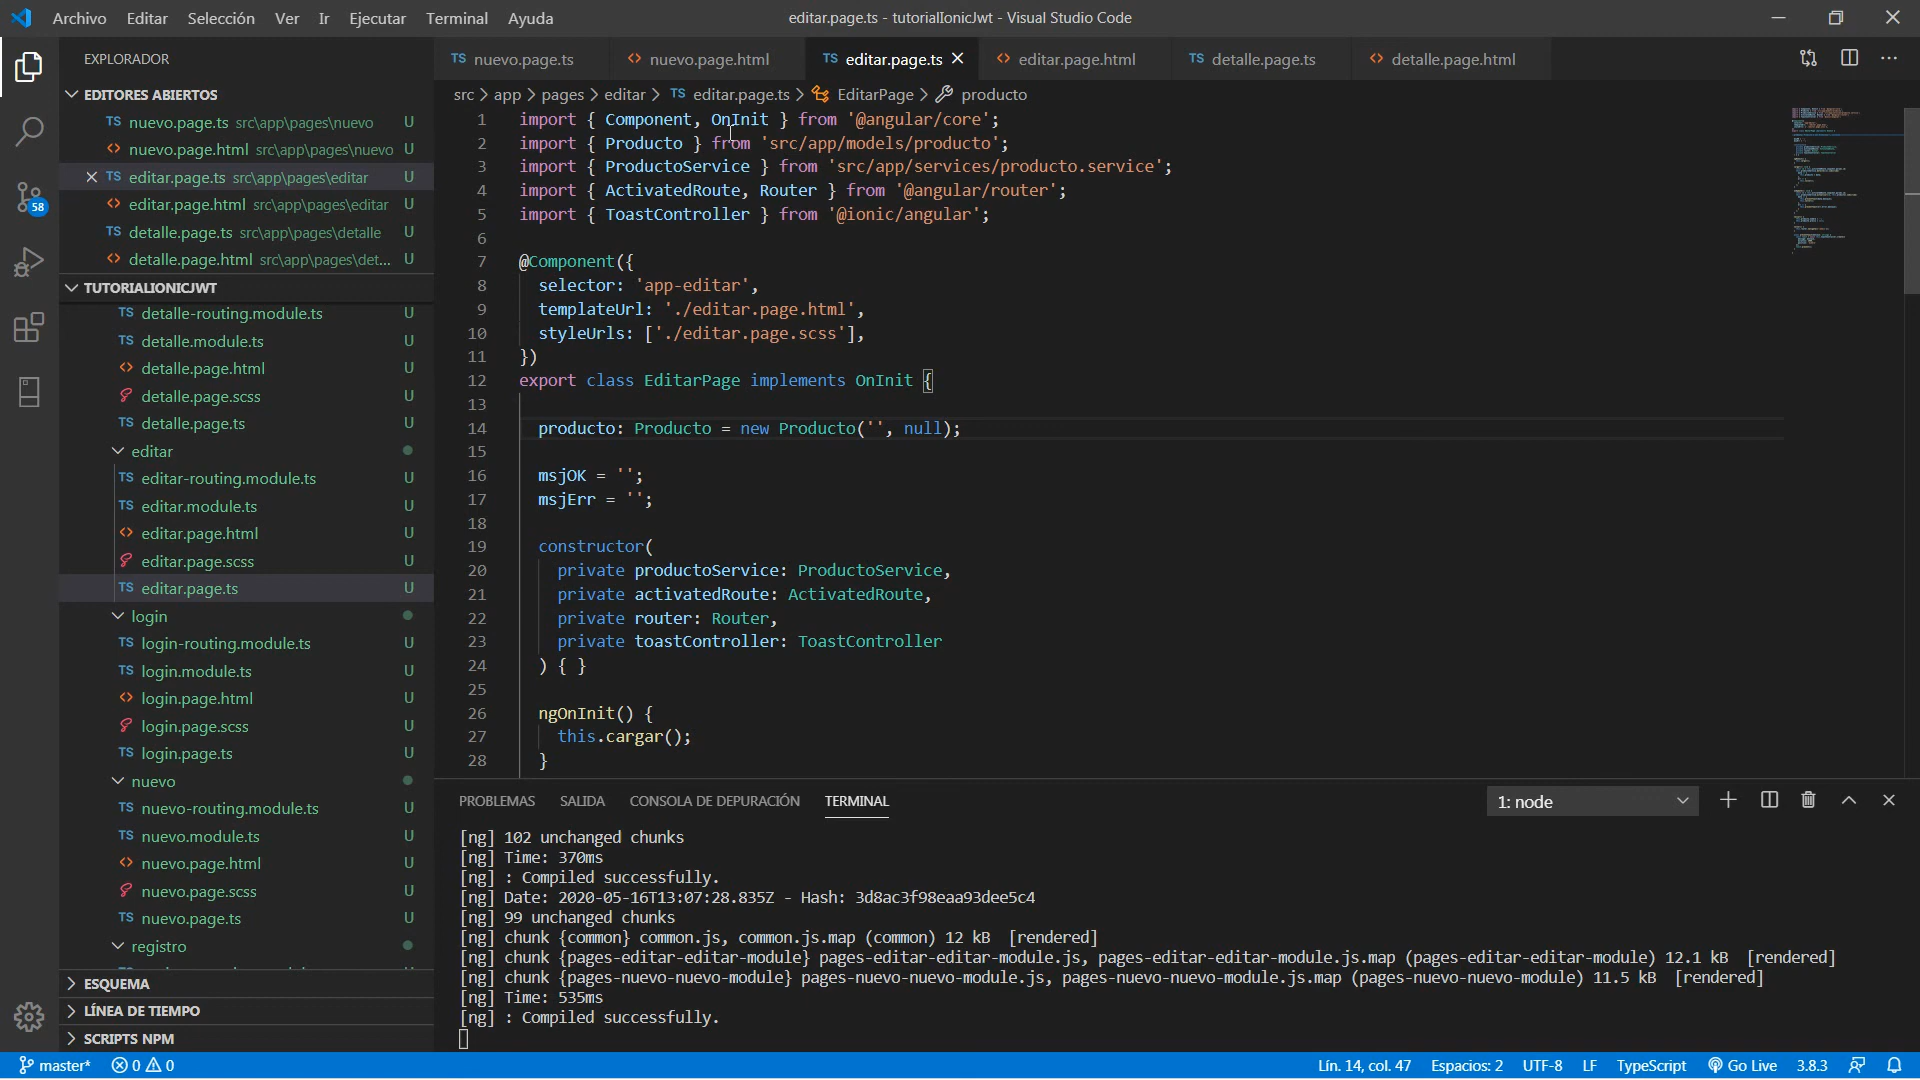 Archivo Editar Selección Ver Ir Ejecutar Terminal Ayuda
editar.page.ts - tutorialIonicJwt - Visual Studio Code
EXPLORADOR
EDITORES ABIERTOS
TS nuevo.page.ts src\app\pages\nuevo U
<> nuevo.page.html src\app\pages\nuevo U
TS editar.page.ts src\app\pages\editar U
<> editar.page.html src\app\pages\editar U
TS detalle.page.ts src\app\pages\detalle U
<> detalle.page.html src\app\pages\det... U
TUTORIALIONICJWT
TS detalle-routing.module.ts U
TS detalle.module.ts U
<> detalle.page.html U
detalle.page.scss U
TS detalle.page.ts U
editar
TS editar-routing.module.ts U
TS editar.module.ts U
<> editar.page.html U
editar.page.scss U
TS editar.page.ts U
login
TS login-routing.module.ts U
TS login.module.ts U
<> login.page.html U
login.page.scss U
TS login.page.ts U
nuevo
TS nuevo-routing.module.ts U
TS nuevo.module.ts U
<> nuevo.page.html U
nuevo.page.scss U
TS nuevo.page.ts U
registro
ESQUEMA
LÍNEA DE TIEMPO
SCRIPTS NPM
58
TS nuevo.page.ts <> nuevo.page.html TS editar.page.ts <> editar.page.html TS detalle.page.ts <> detalle.page.html
src > app > pages > editar > TS editar.page.ts > EditarPage > producto
1 import { Component, OnInit } from '@angular/core';
2 import { Producto } from 'src/app/models/producto';
3 import { ProductoService } from 'src/app/services/producto.service';
4 import { ActivatedRoute, Router } from '@angular/router';
5 import { ToastController } from '@ionic/angular';
6
7 @Component({
8 selector: 'app-editar',
9 templateUrl: './editar.page.html',
10 styleUrls: ['./editar.page.scss'],
11 })
12 export class EditarPage implements OnInit {
13
14 producto: Producto = new Producto('', null);
15
16 msjOK = '';
17 msjErr = '';
18
19 constructor(
20 private productoService: ProductoService,
21 private activatedRoute: ActivatedRoute,
22 private router: Router,
23 private toastController: ToastController
24 ) { }
25
26 ngOnInit() {
27 this.cargar();
28 }
PROBLEMAS SALIDA CONSOLA DE DEPURACIÓN TERMINAL 1: node
[ng] 102 unchanged chunks
[ng] Time: 370ms
[ng] : Compiled successfully.
[ng] Date: 2020-05-16T13:07:28.835Z - Hash: 3d8ac3f98eaa93dee5c4
[ng] 99 unchanged chunks
[ng] chunk {common} common.js, common.js.map (common) 12 kB [rendered]
[ng] chunk {pages-editar-editar-module} pages-editar-editar-module.js, pages-editar-editar-module.js.map (pages-editar-editar-module) 12.1 kB [rendered]
[ng] chunk {pages-nuevo-nuevo-module} pages-nuevo-nuevo-module.js, pages-nuevo-nuevo-module.js.map (pages-nuevo-nuevo-module) 11.5 kB [rendered]
[ng] Time: 535ms
[ng] : Compiled successfully.
master* 0 0 Lín. 14, col. 47 Espacios: 2 UTF-8 LF TypeScript Go Live 3.8.3